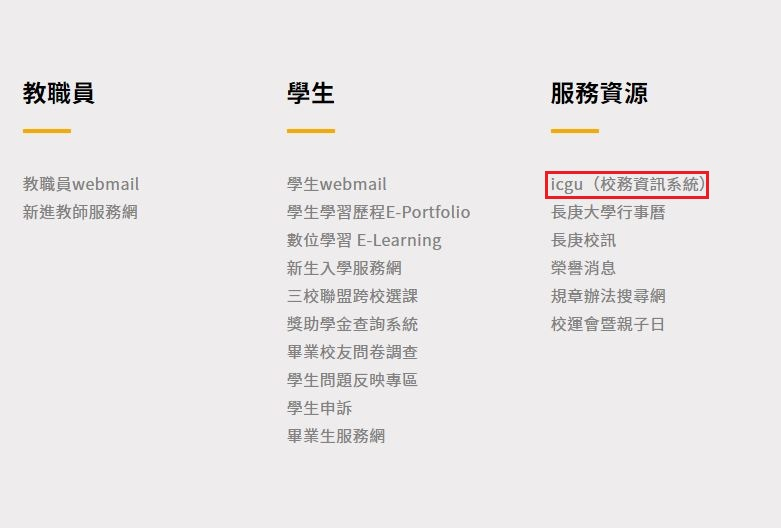 教職員
教職員webmail
新進教師服務網
學生
學生webmail
學生學習歷程E-Portfolio
數位學習 E-Learning
新生入學服務網
三校聯盟跨校選課
獎助學金查詢系統
畢業校友問卷調查
學生問題反映專區
學生申訴
畢業生服務網
服務資源
icgu（校務資訊系統）
長庚大學行事曆
長庚校訊
榮譽消息
規章辦法搜尋網
校運會暨親子日